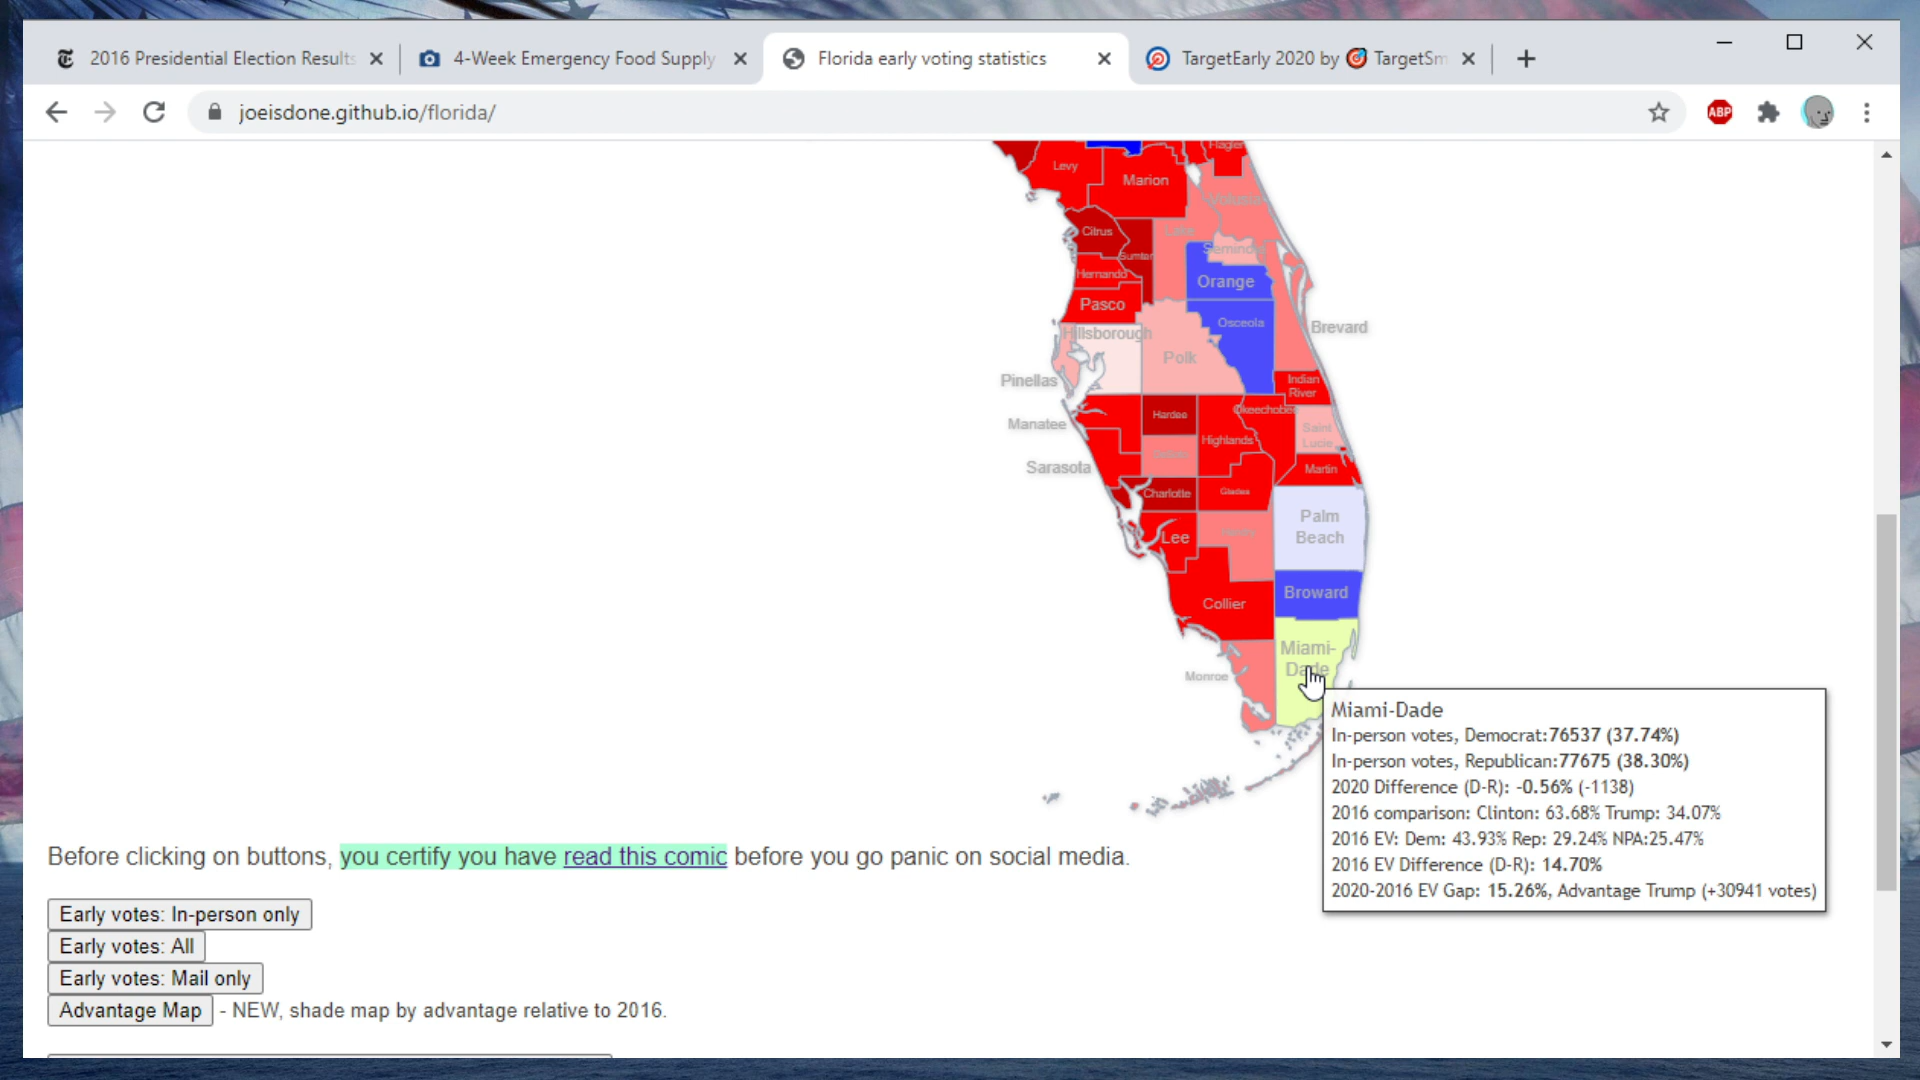 2016 Presidential Election Results
4-Week Emergency Food Supply
Florida early voting statistics
TargetEarly 2020 by TargetSm
joeisdone.github.io/florida/
ABP
Flagler
Levy
Marion
Volusia
Citrus
Lake
Sumter
Seminole
Hernando
Orange
Pasco
Osceola
Hillsborough
Brevard
Polk
Pinellas
Indian
River
Hardee
Okeechobee
Manatee
Saint
Lucie
Highlands
Sarasota
Martin
Charlotte
Glades
Palm
Beach
Lee
Broward
Collier
Miami-
Dade
Monroe
Miami-Dade
In-person votes, Democrat:76537 (37.74%)
In-person votes, Republican:77675 (38.30%)
2020 Difference (D-R): -0.56% (-1138)
2016 comparison: Clinton: 63.68% Trump: 34.07%
2016 EV: Dem: 43.93% Rep: 29.24% NPA:25.47%
2016 EV Difference (D-R): 14.70%
2020-2016 EV Gap: 15.26%, Advantage Trump (+30941 votes)
Before clicking on buttons, you certify you have read this comic before you go panic on social media.
Early votes: In-person only
Early votes: All
Early votes: Mail only
Advantage Map - NEW, shade map by advantage relative to 2016.